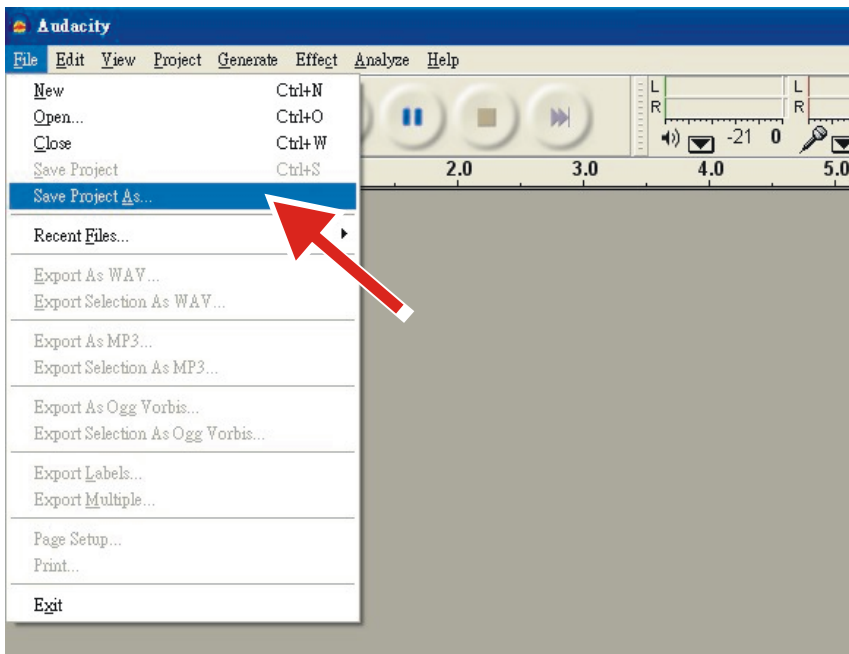 Audacity
File Edit View Project Generate Effect Analyze Help
New Ctrl+N
Open... Ctrl+O
Close Ctrl+W
Save Project Ctrl+S
Save Project As...
Recent Files...
Export As WAV...
Export Selection As WAV...
Export As MP3...
Export Selection As MP3...
Export As Ogg Vorbis...
Export Selection As Ogg Vorbis...
Export Labels...
Export Multiple...
Page Setup...
Print...
Exit
L L
R R
-21 0
2.0 3.0 4.0 5.0